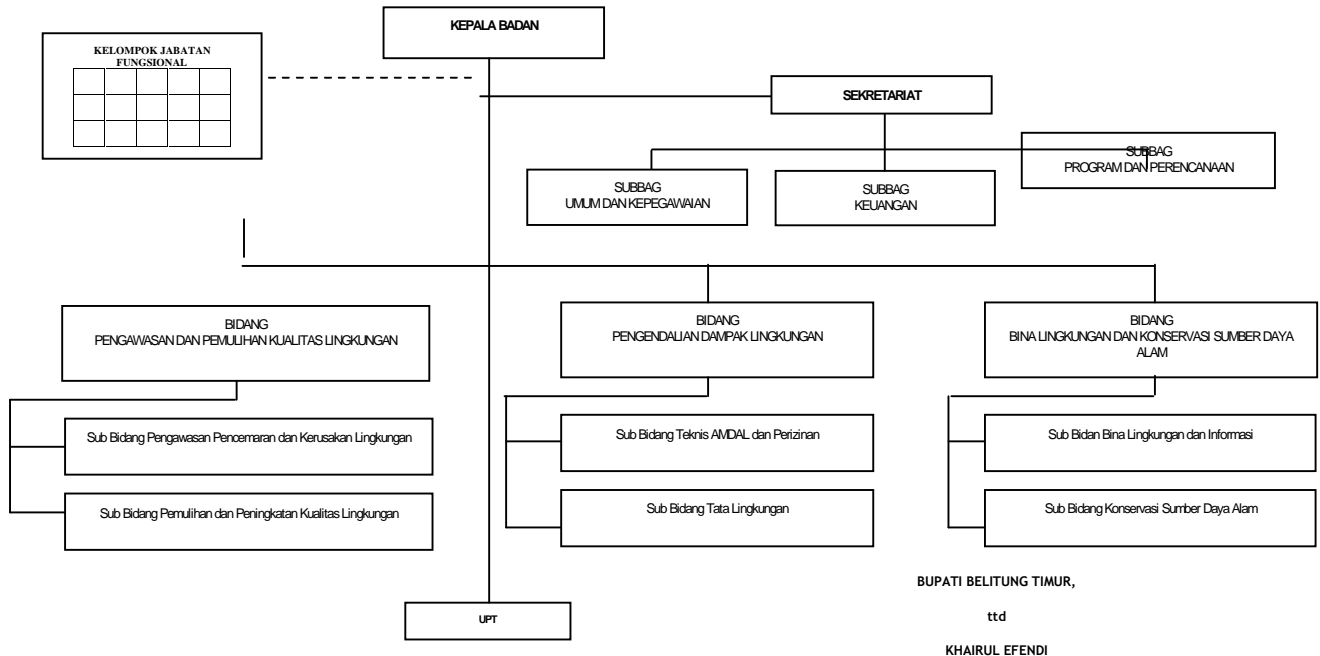 KEPALA BADAN
KELOMPOK JABATAN
FUNGSIONAL
SEKRETARIAT
SUBBAG
PROGRAM DAN PERENCANAAN
SUBBAG
UMUM DAN KEPEGAWAIAN
SUBBAG
KEUANGAN
BIDANG
PENGAWASAN DAN PEMULIHAN KUALITAS LINGKUNGAN
BIDANG
PENGENDALIAN DAMPAK LINGKUNGAN
BIDANG
BINA LINGKUNGAN DAN KONSERVASI SUMBER DAYA
ALAM
Sub Bidang Pengawasan Pencemaran dan Kerusakan Lingkungan
Sub Bidang Teknis AMDAL dan Perizinan
Sub Bidan Bina Lingkungan dan Informasi
Sub Bidang Pemulihan dan Peningkatan Kualitas Lingkungan
Sub Bidang Tata Lingkungan
Sub Bidang Konservasi Sumber Daya Alam
BUPATI BELITUNG TIMUR,
ttd
UPT
KHAIRUL EFENDI